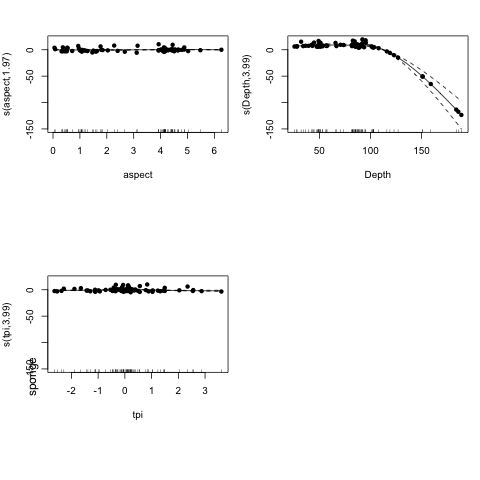 s(aspect,1.97)
0
-50
-150
0 1 2 3 4 5 6
aspect
s(Depth,3.99)
0
-50
-150
50 100 150
Depth
s(tpi,3.99)
0
-50
-150
sponge
-2 -1 0 1 2 3
tpi